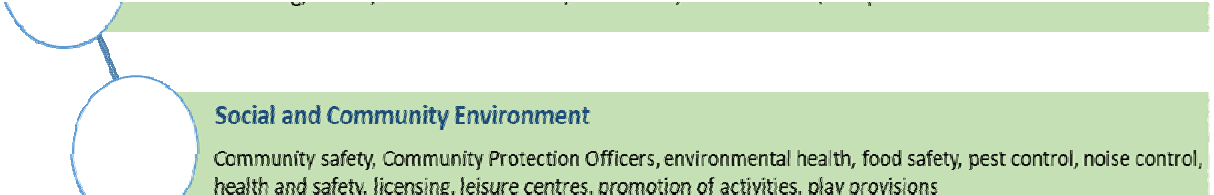 Social and Community Environment
Community safety, Community Protection Officers, environmental health, food safety, pest control, noise control,
health and safety, licensing, leisure centres, promotion of activities, play provisions